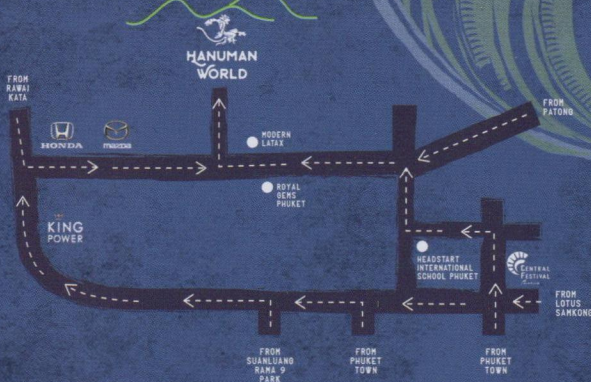 HANUMAN
WORLD
FROM
RAWAI
KATA
HONDA
mazda
MODERN
LATAX
FROM
PATONG
ROYAL
GEMS
PHUKET
KING
POWER
HEADSTART
INTERNATIONAL
SCHOOL PHUKET
CENTRAL
FESTIVAL
FROM
LOTUS
SAMKONG
FROM
SUANLUANG
RAMA 9
PARK
FROM
PHUKET
TOWN
FROM
PHUKET
TOWN